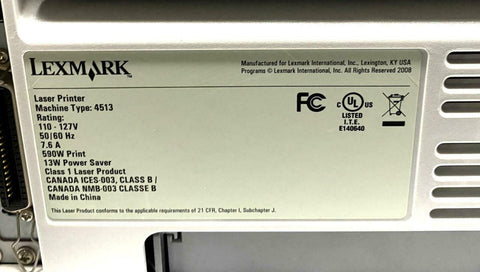 LEXMARK
Manufactured for Lexmark International, Inc., Lexington, KY USA
Programs © Lexmark International, Inc. All Rights Reserved 2008
Laser Printer
Machine Type: 4513
Rating:
110 - 127V
50|60 Hz
7.6 A
590W Print
13W Power Saver
Class 1 Laser Product
CANADA ICES-003, CLASS B /
CANADA NMB-003 CLASSE B
Made in China
FC
C UL US
LISTED
I.T.E.
E140640
This Laser Product conforms to the applicable requirements of 21 CFR, Chapter I, Subchapter J.